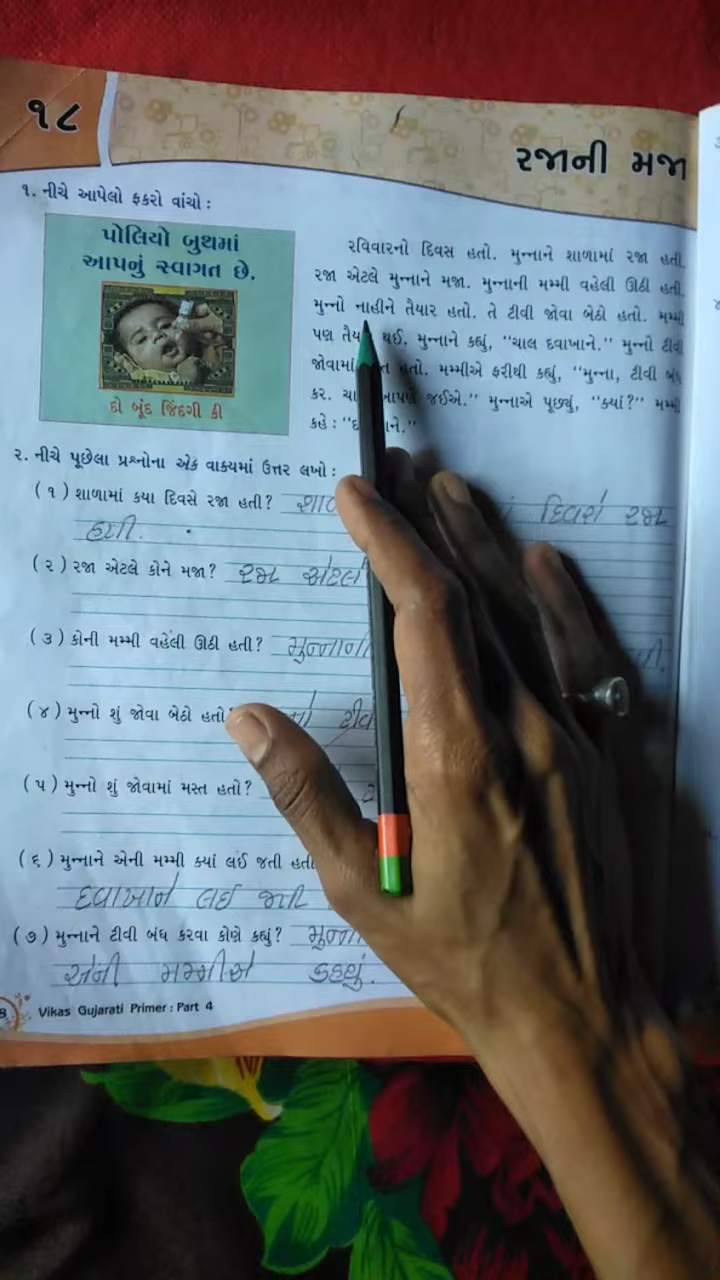 ૧૮
રજાની મજા
૧. નીચે આપેલો ફકરો વાંચો :
પોલિયો બુથમાં
આપનું સ્વાગત છે.
દો બૂંદ જિંદગી કી
રવિવારનો દિવસ હતો. મુન્નાને શાળામાં રજા હતી.
રજા એટલે મુન્નાને મજા. મુન્નાની મમ્મી વહેલી ઊઠી હતી.
મુન્નો નાહીને તૈયાર હતો. તે ટીવી જોવા બેઠો હતો. મમ્મી
પણ થઈ. મુન્નાને કહ્યું, “ચાલ દવાખાને.” મુન્નો ટીવી
જોવામાં હતો. મમ્મીએ ફરીથી કહ્યું, “મુન્ના, ટીવી બંધ
કર. જઈએ.” મુન્નાએ પૂછ્યું, “ક્યાં?” મમ્મી
કહે :
૨. નીચે પૂછેલા પ્રશ્નોના એક વાક્યમાં ઉત્તર લખો :
(૧) શાળામાં કયા દિવસે રજા હતી? દિવસે રજા
હતી.
(૨) રજા એટલે કોને મજા? રજા એટલે
(૩) કોની મમ્મી વહેલી ઊઠી હતી? મુન્નાની
(૪) મુન્નો શું જોવા બેઠો હતો
(૫) મુન્નો શું જોવામાં મસ્ત હતો?
(૬) મુન્નાને એની મમ્મી ક્યાં લઈ જતી હતી
દવાખાને લઈ જતી
(૭) મુન્નાને ટીવી બંધ કરવા કોણે કહ્યું?
એની મમ્મીએ કહ્યું.
Vikas Gujarati Primer : Part 4